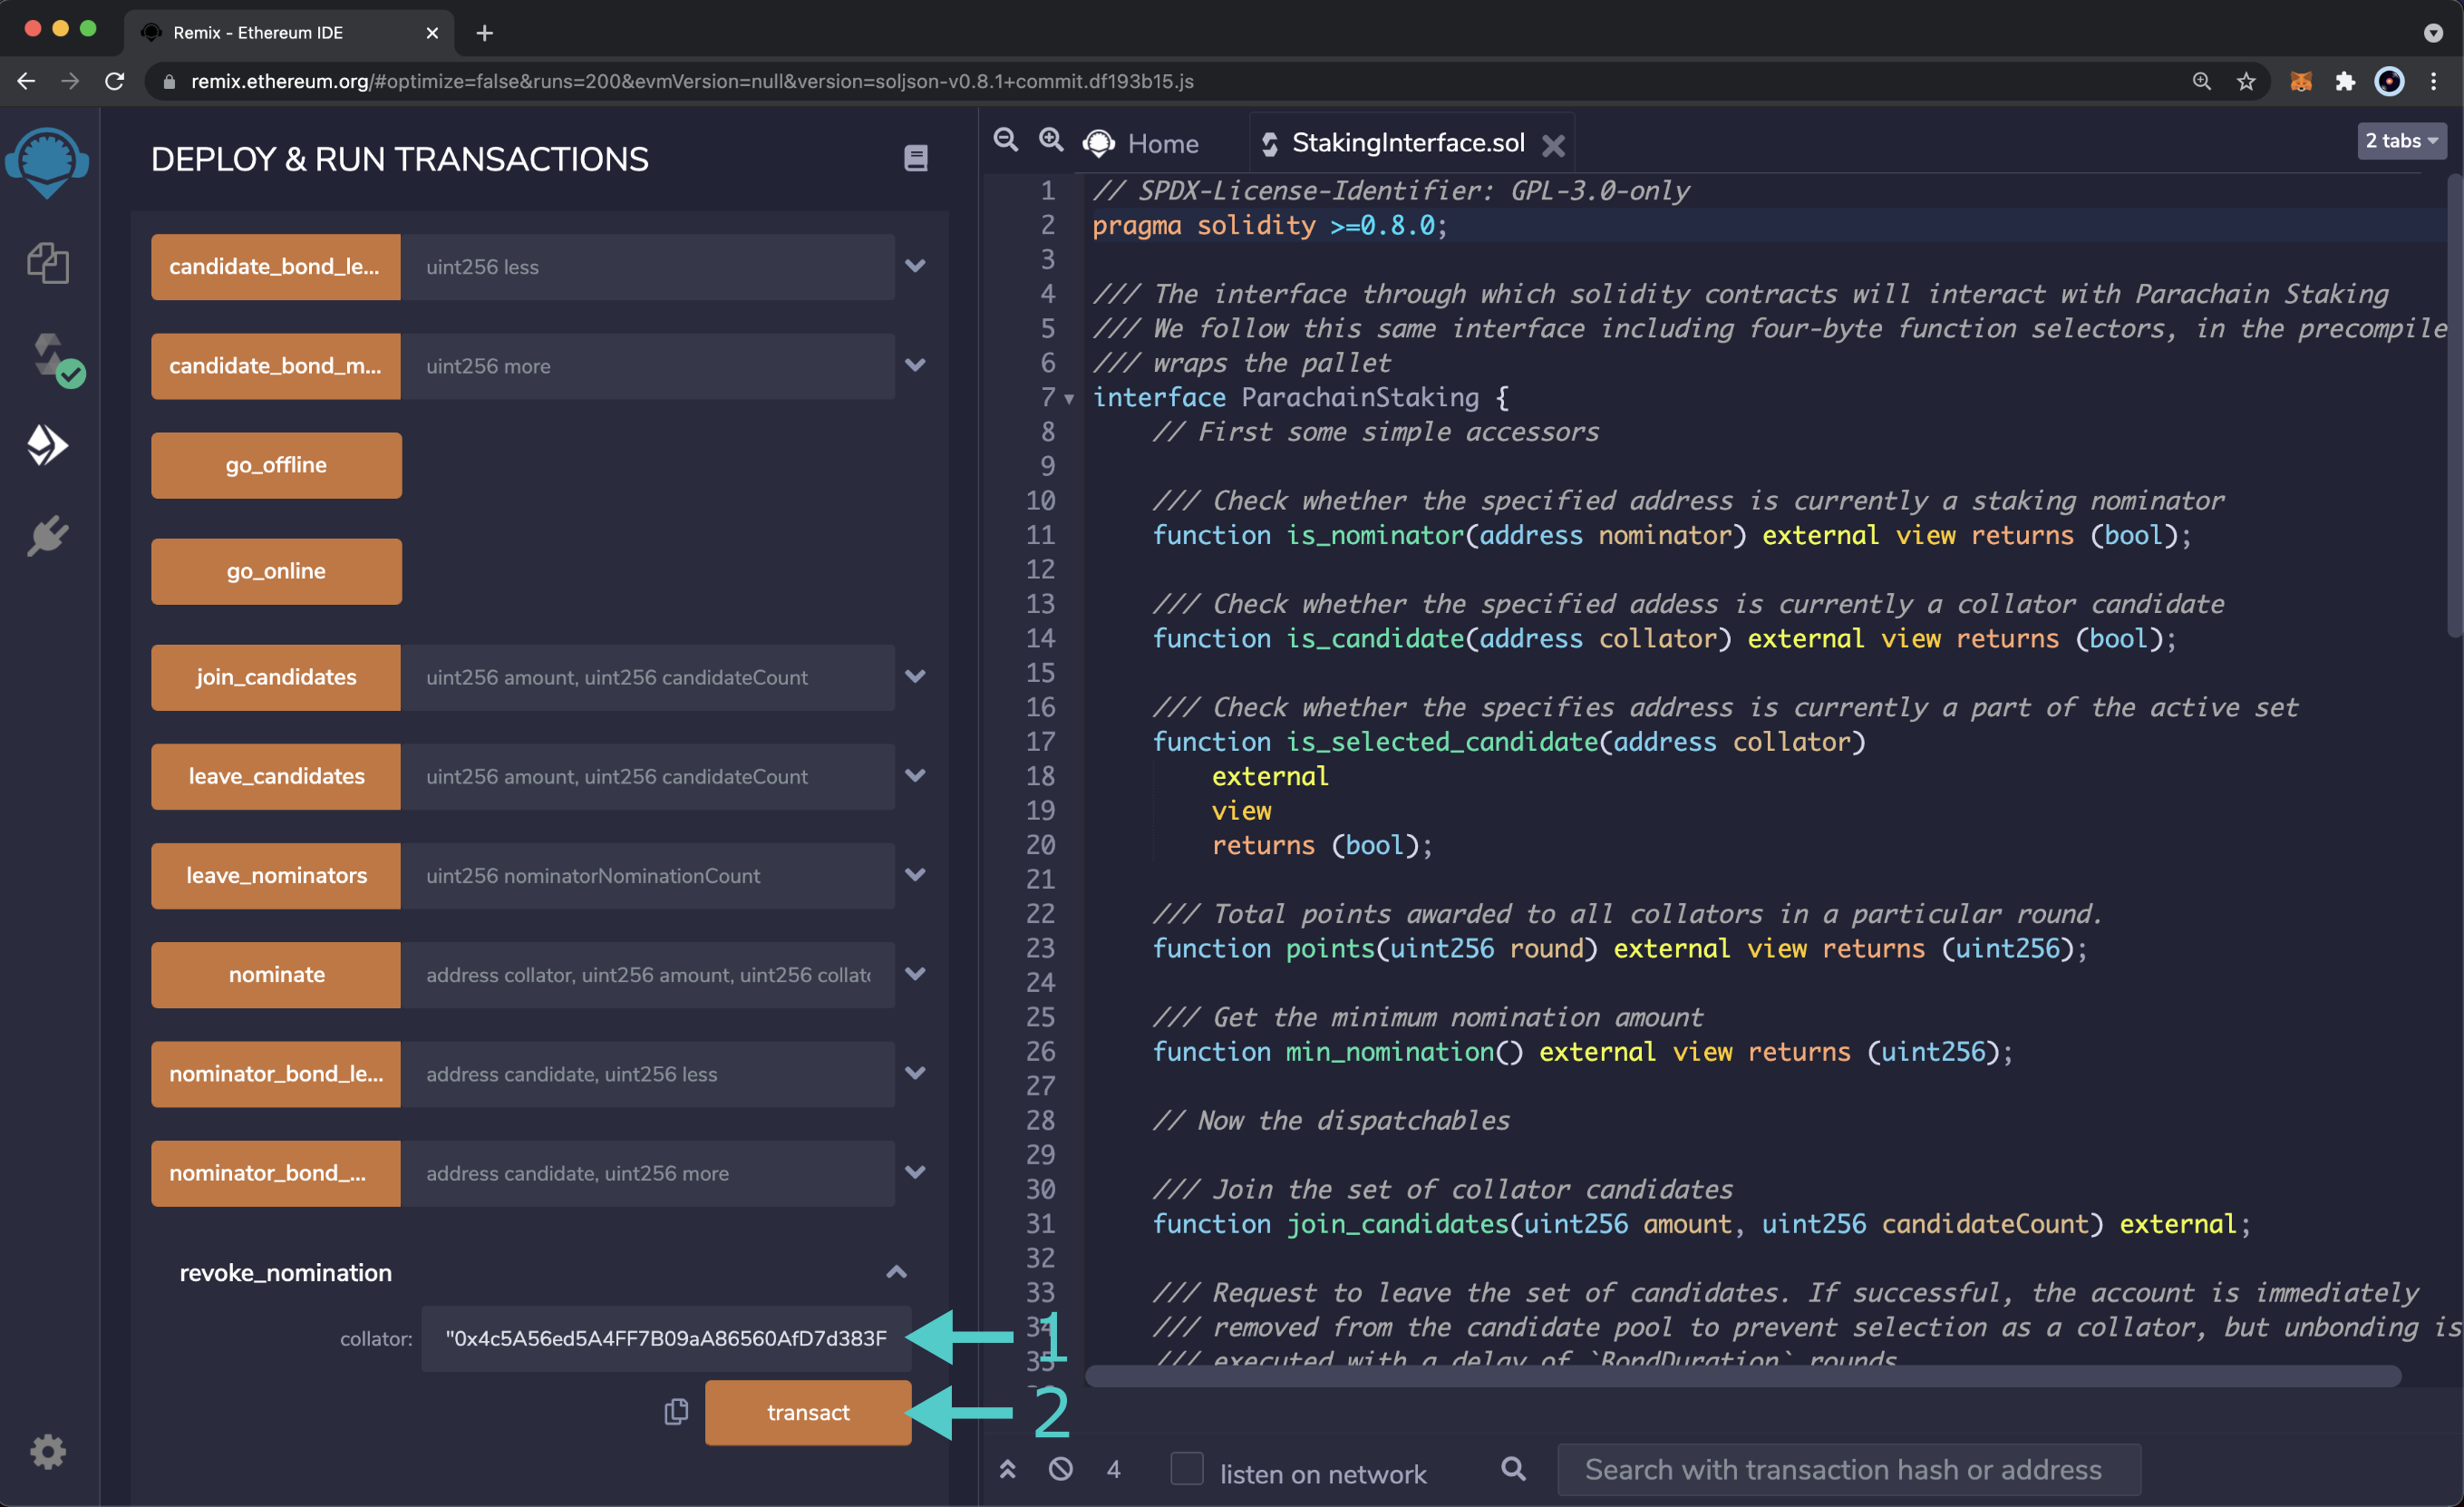 Remix - Ethereum IDE
remix.ethereum.org/#optimize=false&runs=200&evmVersion=null&version=soljson-v0.8.1+commit.df193b15.js
DEPLOY & RUN TRANSACTIONS
candidate_bond_le... uint256 less
candidate_bond_m... uint256 more
go_offline
go_online
join_candidates uint256 amount, uint256 candidateCount
leave_candidates uint256 amount, uint256 candidateCount
leave_nominators uint256 nominatorNominationCount
nominate address collator, uint256 amount, uint256 collatc
nominator_bond_le... address candidate, uint256 less
nominator_bond_... address candidate, uint256 more
revoke_nomination
collator: "0x4c5A56ed5A4FF7B09aA86560AfD7d383F
1
transact
2
Home
StakingInterface.sol
2 tabs
1 // SPDX-License-Identifier: GPL-3.0-only
2 pragma solidity >=0.8.0;
3
4 /// The interface through which solidity contracts will interact with Parachain Staking
5 /// We follow this same interface including four-byte function selectors, in the precompile
6 /// wraps the pallet
7 interface ParachainStaking {
8 // First some simple accessors
9
10 /// Check whether the specified address is currently a staking nominator
11 function is_nominator(address nominator) external view returns (bool);
12
13 /// Check whether the specified addess is currently a collator candidate
14 function is_candidate(address collator) external view returns (bool);
15
16 /// Check whether the specifies address is currently a part of the active set
17 function is_selected_candidate(address collator)
18 external
19 view
20 returns (bool);
21
22 /// Total points awarded to all collators in a particular round.
23 function points(uint256 round) external view returns (uint256);
24
25 /// Get the minimum nomination amount
26 function min_nomination() external view returns (uint256);
27
28 // Now the dispatchables
29
30 /// Join the set of collator candidates
31 function join_candidates(uint256 amount, uint256 candidateCount) external;
32
33 /// Request to leave the set of candidates. If successful, the account is immediately
34 /// removed from the candidate pool to prevent selection as a collator, but unbonding is
35 /// executed with a delay of `BondDuration` rounds
4
listen on network
Search with transaction hash or address